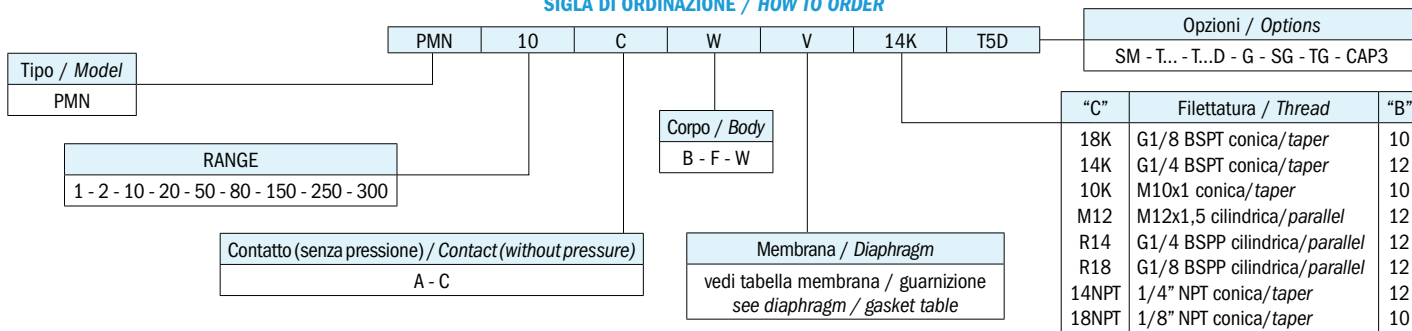 SIGLA DI ORDINAZIONE / HOW TO ORDER
PMN 10 C W V 14K T5D
Opzioni / Options
SM - T... - T...D - G - SG - TG - CAP3
Tipo / Model
PMN
RANGE
1 - 2 - 10 - 20 - 50 - 80 - 150 - 250 - 300
Contatto (senza pressione) / Contact (without pressure)
A - C
Corpo / Body
B - F - W
Membrana / Diaphragm
vedi tabella membrana / guarnizione
see diaphragm / gasket table
“C” Filettatura / Thread “B”
18K G1/8 BSPT conica/taper 10
14K G1/4 BSPT conica/taper 12
10K M10x1 conica/taper 10
M12 M12x1,5 cilindrica/parallel 12
R14 G1/4 BSPP cilindrica/parallel 12
R18 G1/8 BSPP cilindrica/parallel 12
14NPT 1/4” NPT conica/taper 12
18NPT 1/8” NPT conica/taper 10